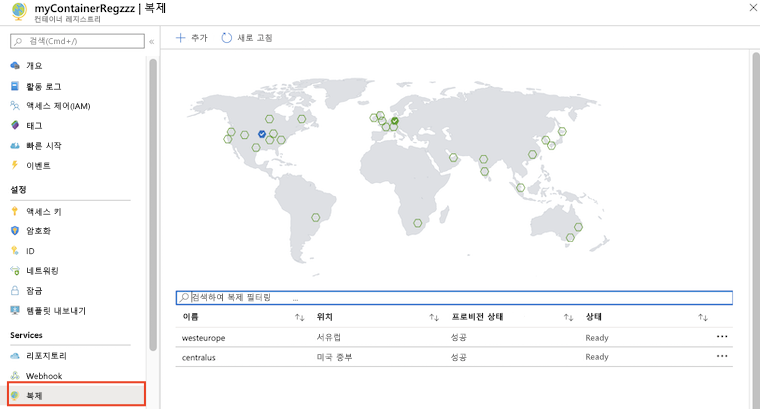 myContainerRegzzz | 복제
컨테이너 레지스트리
검색(Cmd+/)
«
추가
새로 고침
개요
활동 로그
액세스 제어(IAM)
태그
빠른 시작
이벤트
설정
액세스 키
암호화
ID
네트워킹
잠금
템플릿 내보내기
Services
리포지토리
Webhook
복제
검색하여 복제 필터링 ...
이름 위치 프로비전 상태 상태
westeurope 서유럽 성공 Ready ...
centralus 미국 중부 성공 Ready ...